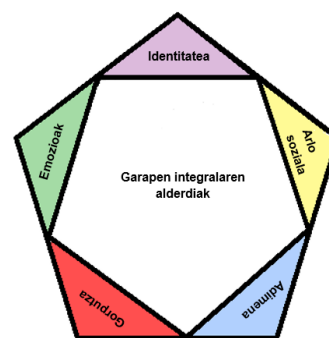 Identitatea
Emozioak
Arlo
soziala
Garapen integralaren
alderdiak
Gorputza
Adimena